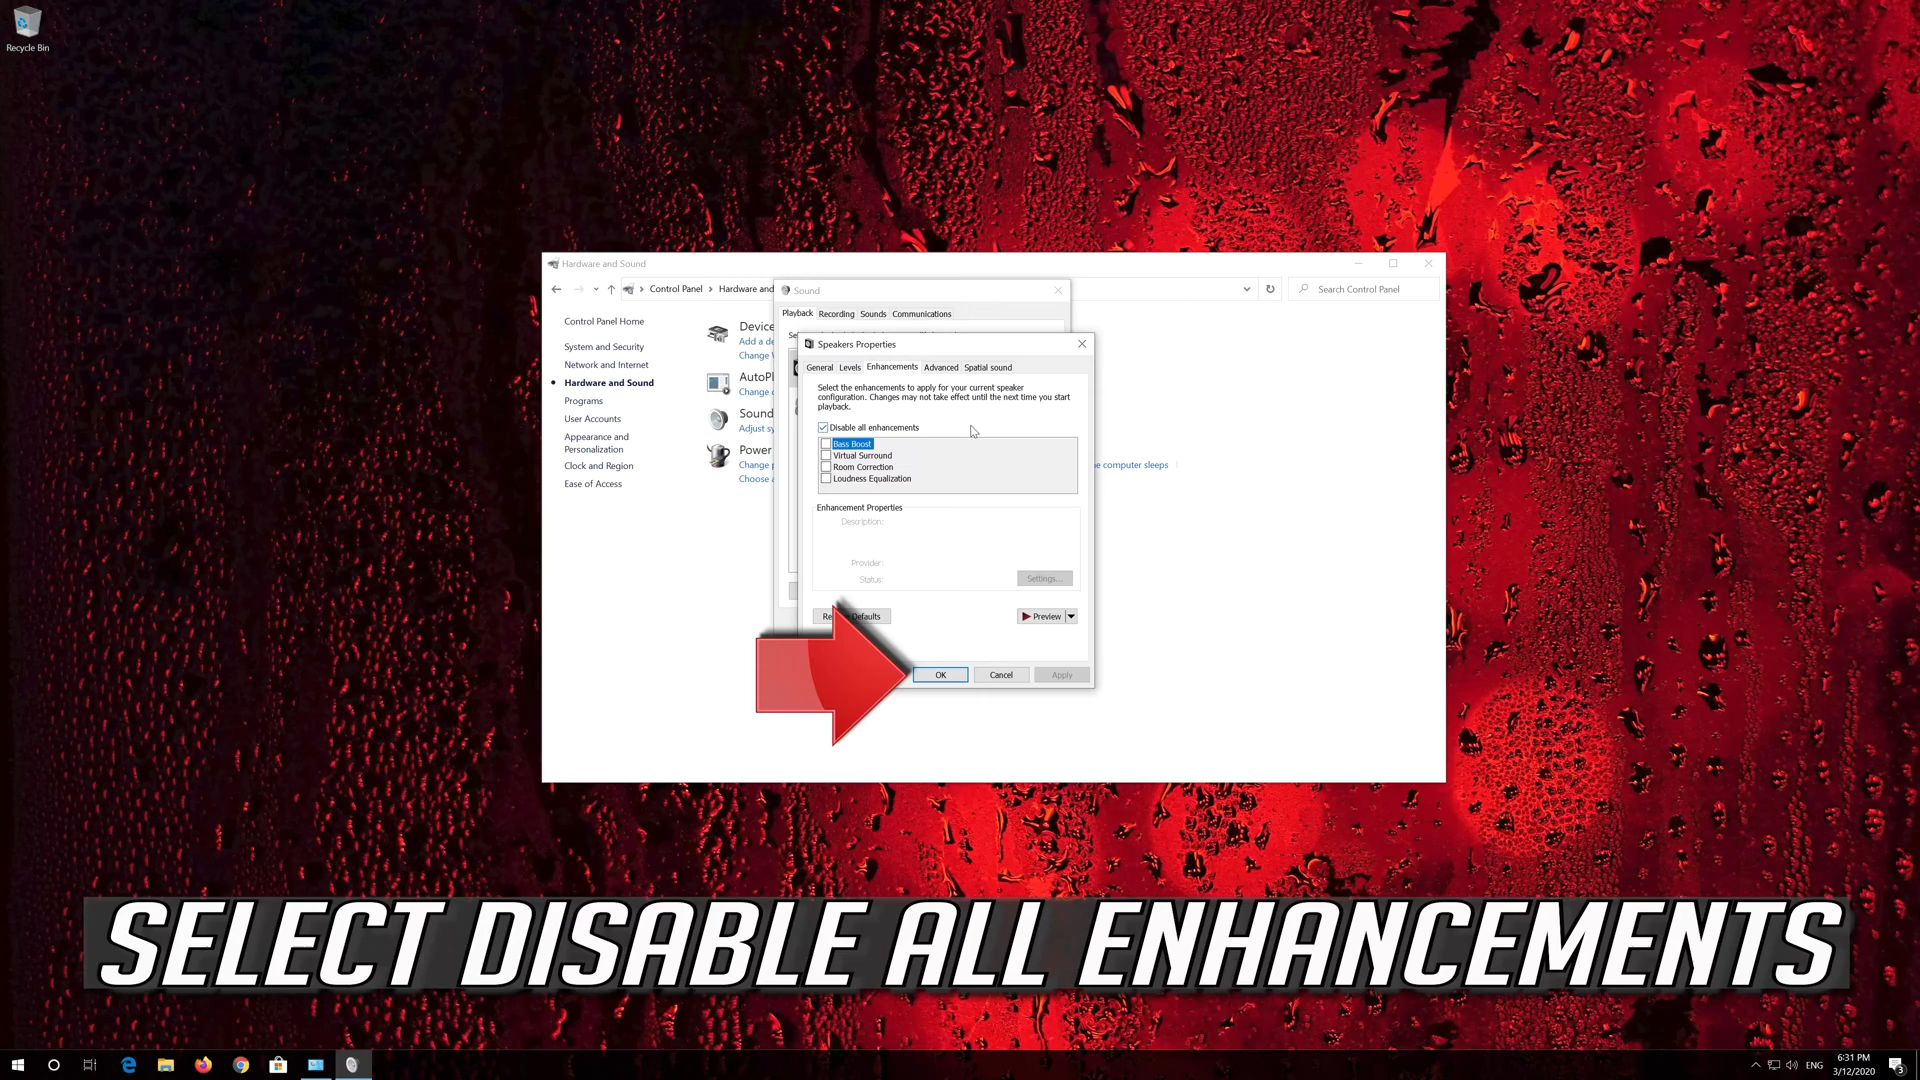 Recycle Bin
Hardware and Sound
Control Panel
Hardware and
Search Control Panel
Control Panel Home
System and Security
Network and Internet
Hardware and Sound
Programs
User Accounts
Appearance and
Personalization
Clock and Region
Ease of Access
Device
Add a de
Change
AutoPl
Change
Sound
Adjust sy
Power
Change
Choose
e computer sleeps
Sound
Playback Recording Sounds Communications
Speakers Properties
General Levels Enhancements Advanced Spatial sound
Select the enhancements to apply for your current speaker
configuration. Changes may not take effect until the next time you start
playback.
Disable all enhancements
Bass Boost
Virtual Surround
Room Correction
Loudness Equalization
Enhancement Properties
Description:
Provider:
Status:
Settings...
Re Defaults
Preview
OK Cancel Apply
SELECT DISABLE ALL ENHANCEMENTS
ENG
6:31 PM
3/12/2020
3